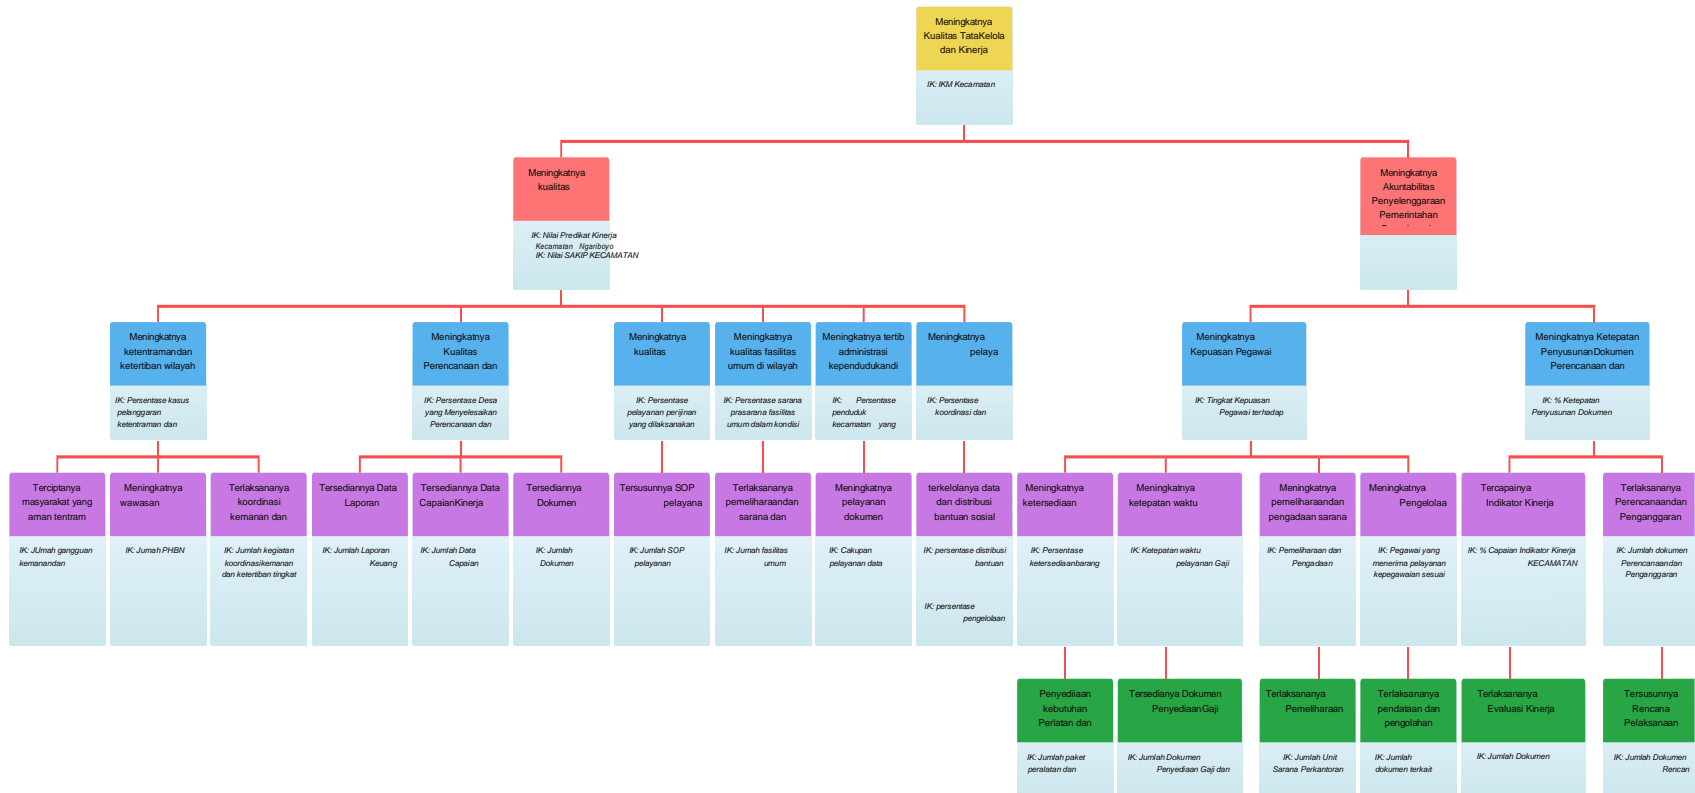 Meningkatnya
Kualitas TataKelola
dan Kinerja
IK: IKM Kecamatan
Meningkatnya
kualitas
IK: Nilai Predikat Kinerja
Kecamatan Ngariboyo
IK: Nilai SAKIP KECAMATAN
Meningkatnya
Akuntabilitas
Penyelenggaraan
Pemerintahan
Meningkatnya
ketentramandan
ketertiban wilayah
IK: Persentase kasus
pelanggaran
ketentraman dan
Meningkatnya
Kualitas
Perencanaan dan
IK: Persentase Desa
yang Menyelesaikan
Perencanaan dan
Meningkatnya
kualitas
IK: Persentase
pelayanan perijinan
yang dilaksanakan
Meningkatnya
kualitas fasilitas
umum di wilayah
IK: Persentase sarana
prasarana fasilitas
umum dalam kondisi
Meningkatnya tertib
administrasi
kependudukandi
IK: Persentase
penduduk
kecamatan yang
Meningkatnya
pelaya
IK: Persentase
koordinasi dan
Meningkatnya
Kepuasan Pegawai
IK: Tingkat Kepuasan
Pegawai terhadap
Meningkatnya Ketepatan
PenyusunanDokumen
Perencanaan dan
IK: % Ketepatan
Penyusunan Dokumen
Terciptanya
masyarakat yang
aman tentram
IK: JUmah gangguan
kemanandan
Meningkatnya
wawasan
IK: Jumah PHBN
Terlaksananya
koordinasi
kemanan dan
IK: Jumlah kegiatan
koordinasikemanan
dan ketertiban tingkat
Tersediannya Data
Laporan
IK: Jumlah Laporan
Keuang
Tersediannya Data
CapaianKinerja
IK: Jumlah Data
Capaian
Tersediannya
Dokumen
IK: Jumlah
Dokumen
Tersusunnya SOP
pelayana
IK: Jumlah SOP
pelayanan
Terlaksananya
pemeliharaandan
sarana dan
IK: Jumah fasilitas
umum
Meningkatnya
pelayanan
dokumen
IK: Cakupan
pelayanan data
terkelolanya data
dan distribusi
bantuan sosial
IK: persentase distribusi
bantuan
IK: persentase
pengelolaan
Meningkatnya
ketersediaan
IK: Persentase
ketersediaanbarang
Meningkatnya
ketepatan waktu
IK: Ketepatan waktu
pelayanan Gaji
Meningkatnya
pemeliharaandan
pengadaan sarana
IK: Pemeliharaan dan
Pengadaan
Meningkatnya
Pengelolaa
IK: Pegawai yang
menerima pelayanan
kepegawaian sesuai
Tercapainya
Indikator Kinerja
IK: % Capaian Indikator Kinerja
KECAMATAN
Terlaksananya
Perencanaandan
Penganggaran
IK: Jumlah dokumen
Perencanaandan
Penganggaran
Penyediiaan
kebutuhan
Perlatan dan
IK: Jumlah paket
peralatan dan
Tersedianya Dokumen
PenyediaanGaji
IK: Jumlah Dokumen
Penyediaan Gaji dan
Terlaksananya
Pemeliharaan
IK: Jumlah Unit
Sarana Perkantoran
Terlaksananya
pendataan dan
pengolahan
IK: Jumlah
dokumen terkait
Terlaksananya
Evaluasi Kinerja
IK: Jumlah Dokumen
Tersusunnya
Rencana
Pelaksanaan
IK: Jumlah Dokumen
Rencan